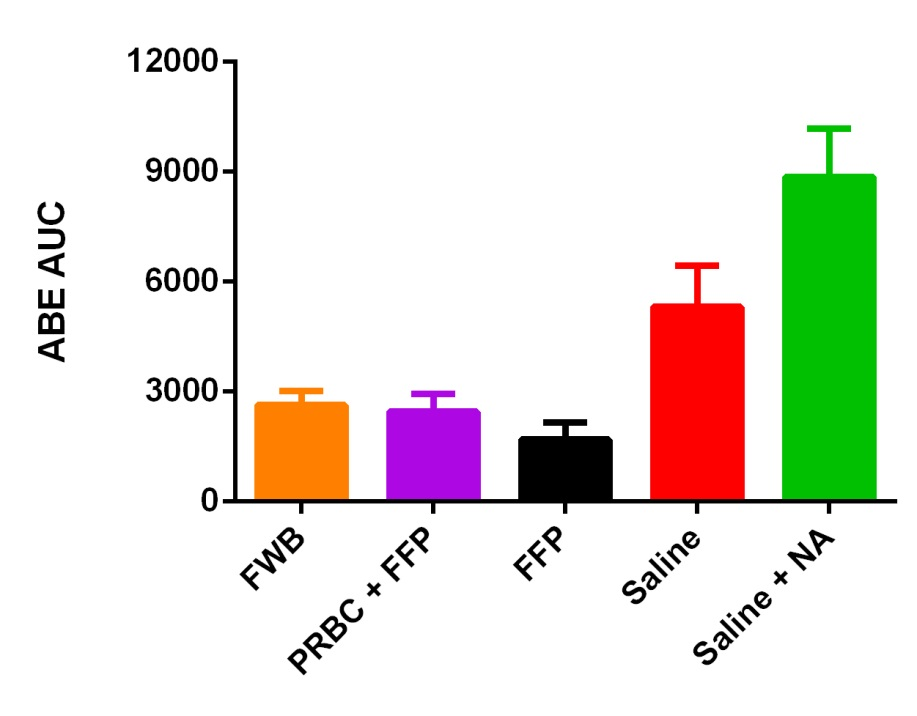 ABE AUC
12000
9000
6000
3000
0
FWB
PRBC + FFP
FFP
Saline
Saline + NA